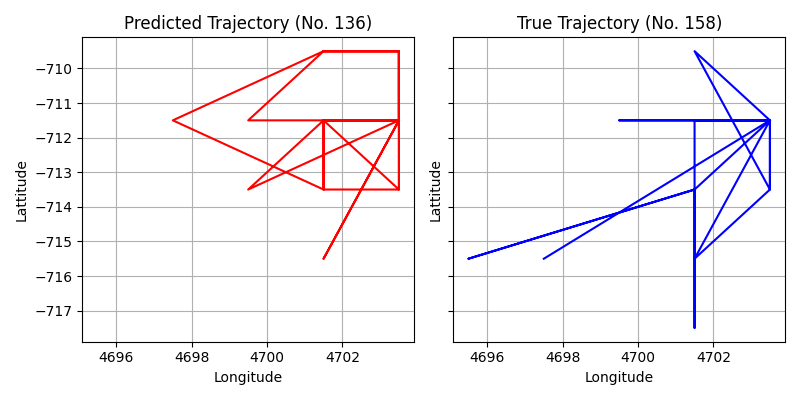 Predicted Trajectory (No. 136)
True Trajectory (No. 158)
−710
−711
−712
−713
−714
−715
−716
−717
Lattitude
Lattitude
4696 4698 4700 4702
4696 4698 4700 4702
Longitude
Longitude